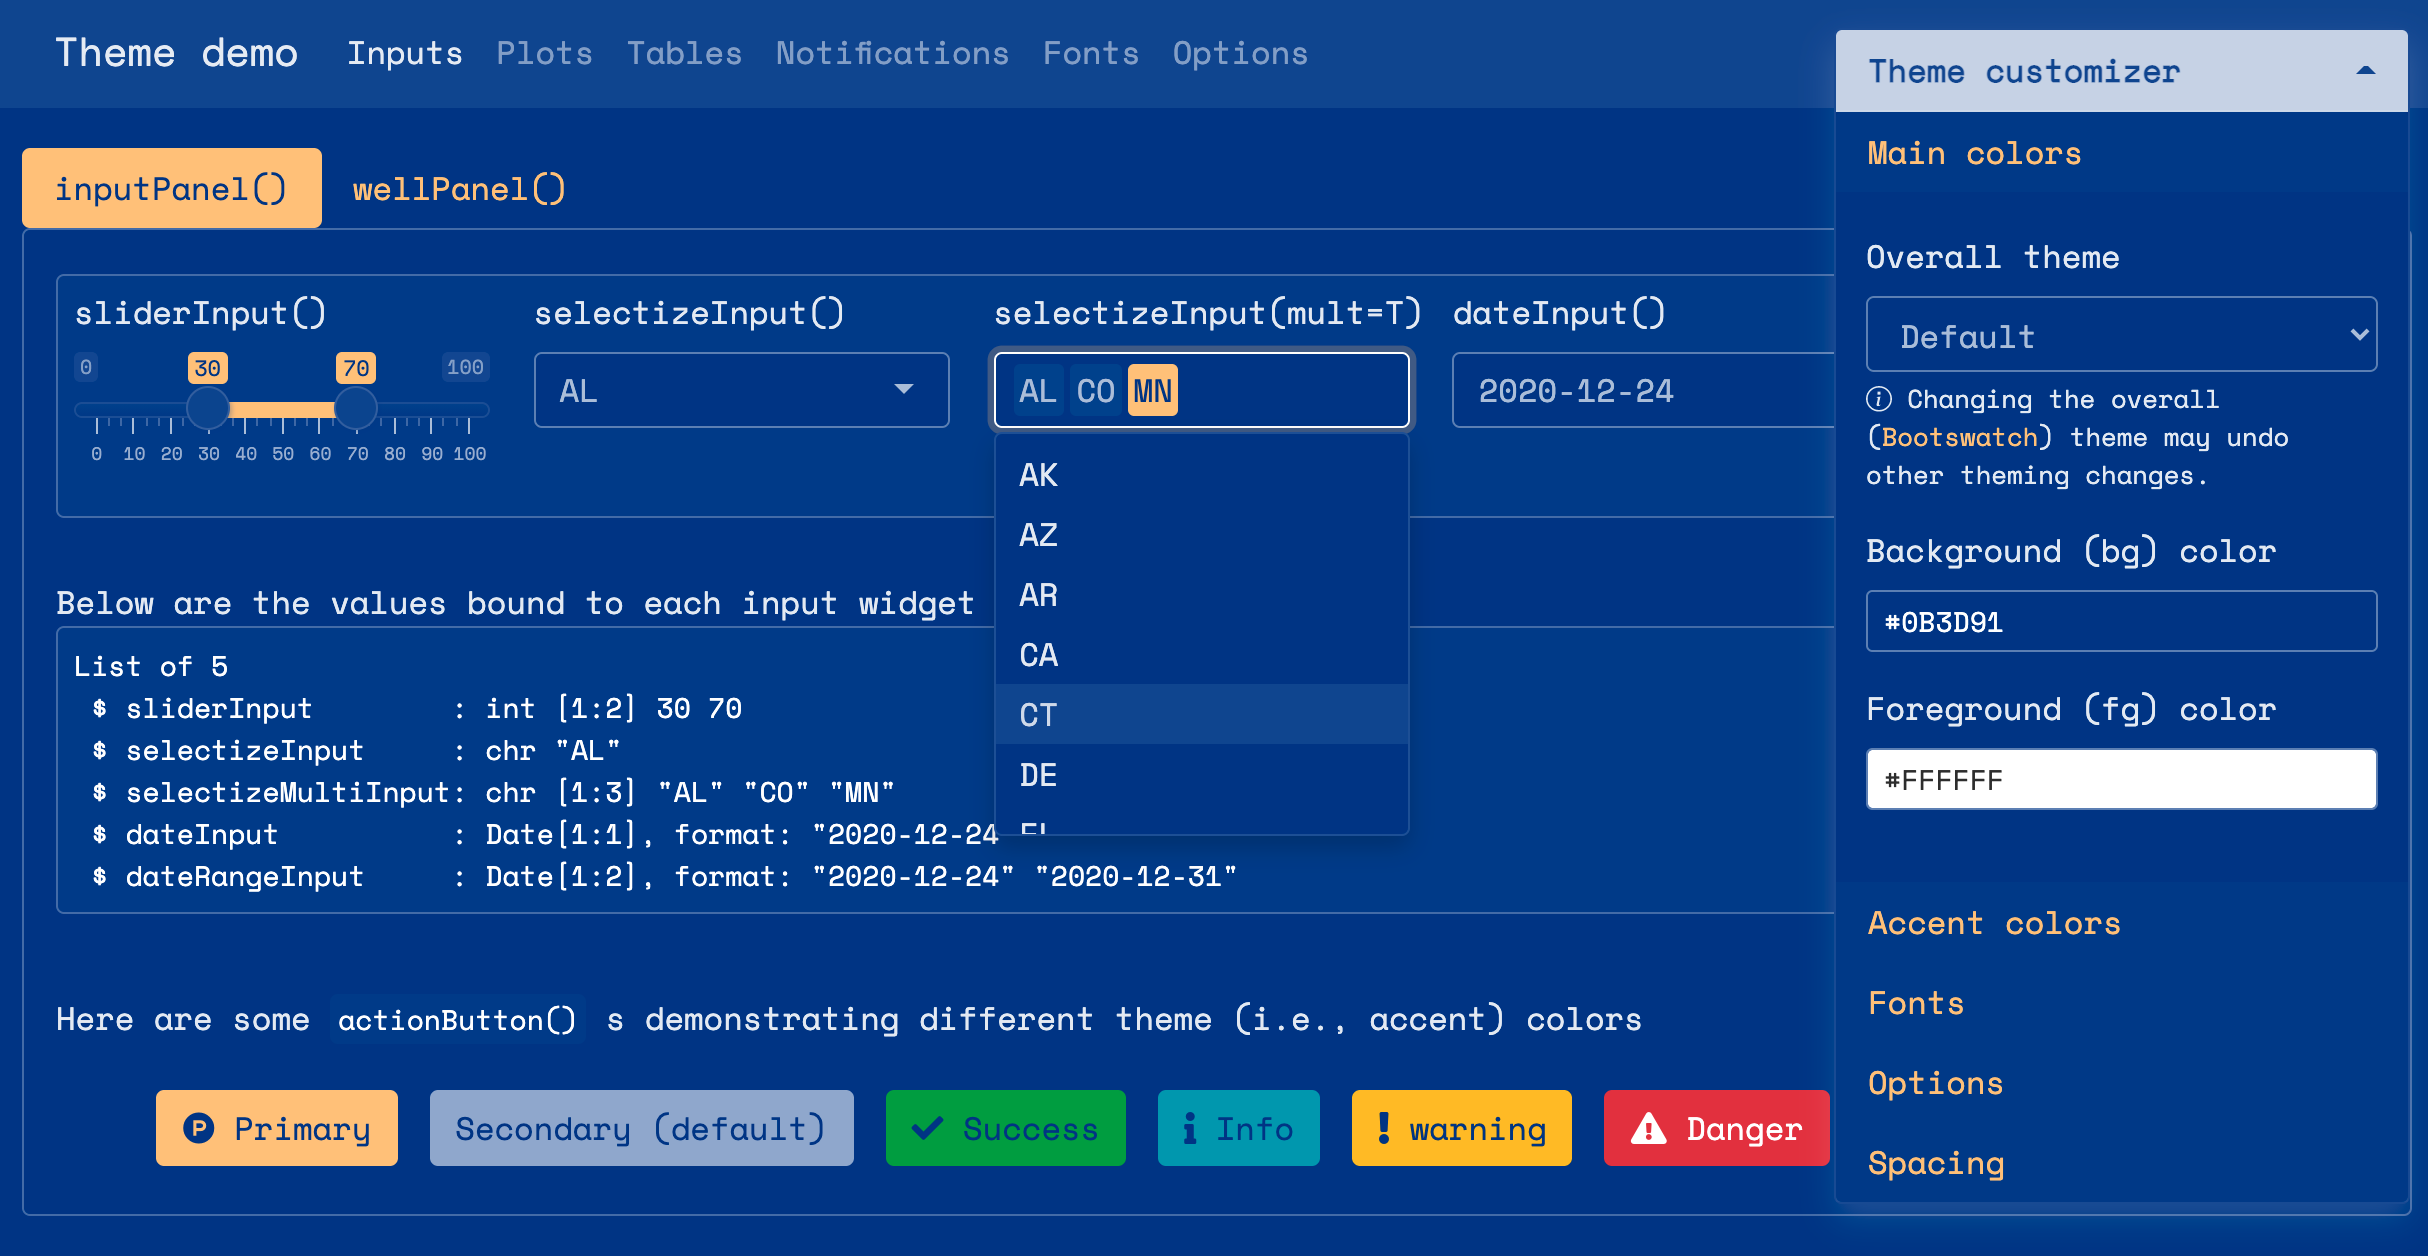 Theme demo Inputs Plots Tables Notifications Fonts Options
inputPanel() wellPanel()
sliderInput() selectizeInput() selectizeInput(mult=T) dateInput()
0 30 70 100
0 10 20 30 40 50 60 70 80 90 100
AL
AL CO MN
2020-12-24
AK
AZ
AR
CA
CT
DE
Below are the values bound to each input widget
List of 5
$ sliderInput : int [1:2] 30 70
$ selectizeInput : chr "AL"
$ selectizeMultiInput: chr [1:3] "AL" "CO" "MN"
$ dateInput : Date[1:1], format: "2020-12-24
$ dateRangeInput : Date[1:2], format: "2020-12-24" "2020-12-31"
Here are some actionButton() s demonstrating different theme (i.e., accent) colors
P Primary Secondary (default) Success Info warning Danger
Theme customizer
Main colors
Overall theme
Default
Changing the overall
(Bootswatch) theme may undo
other theming changes.
Background (bg) color
#0B3D91
Foreground (fg) color
#FFFFFF
Accent colors
Fonts
Options
Spacing